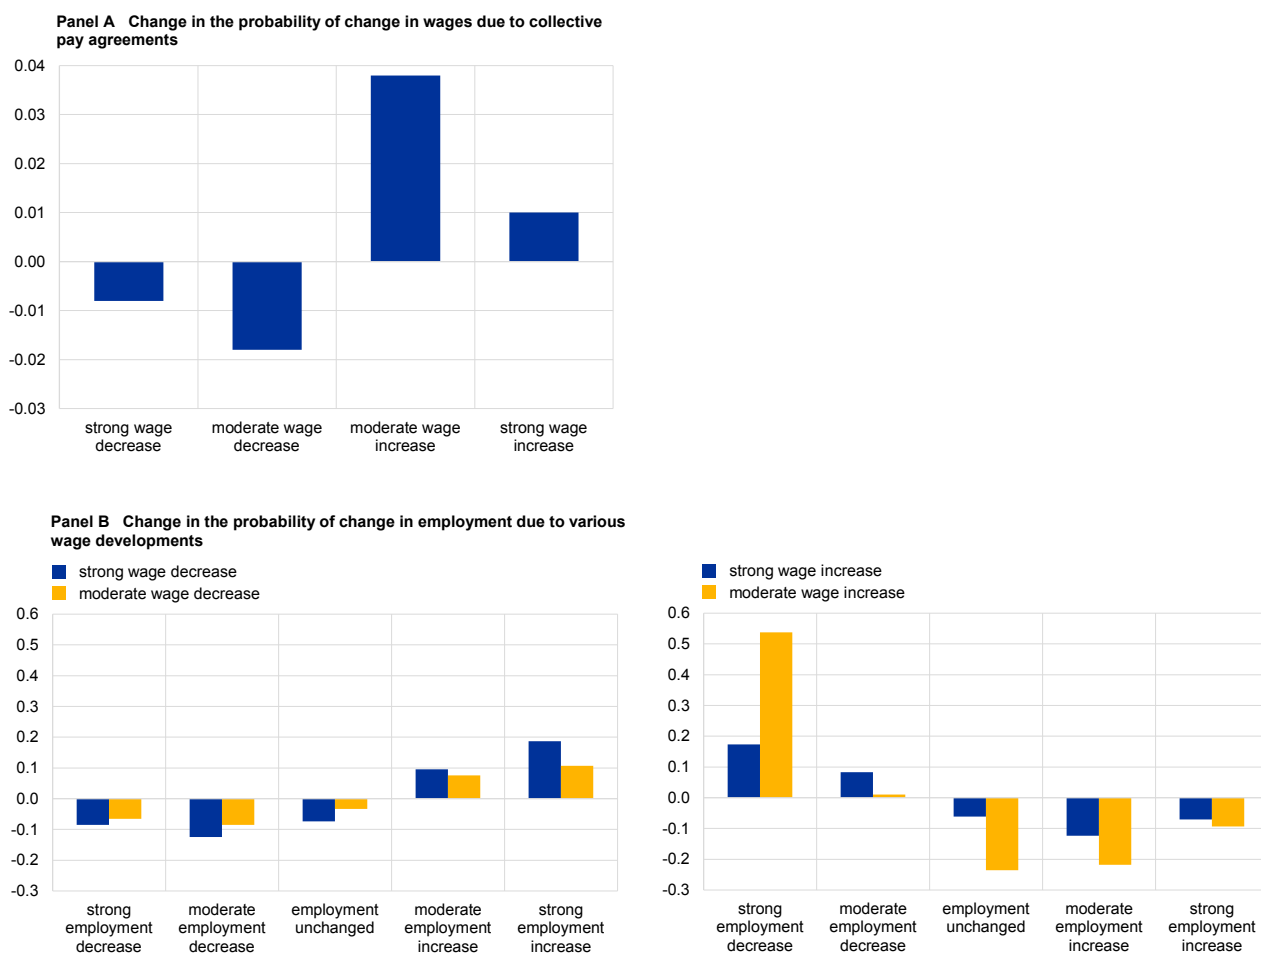 Panel A   Change in the probability of change in wages due to collective
pay agreements
0.04
0.03
0.02
0.01
0.00
-0.01
-0.02
-0.03
strong wage
decrease
moderate wage
decrease
moderate wage
increase
strong wage
increase
Panel B   Change in the probability of change in employment due to various
wage developments
strong wage decrease
moderate wage decrease
0.6
0.5
0.4
0.3
0.2
0.1
0.0
-0.1
-0.2
-0.3
strong
employment
decrease
moderate
employment
decrease
employment
unchanged
moderate
employment
increase
strong
employment
increase
strong wage increase
moderate wage increase
0.6
0.5
0.4
0.3
0.2
0.1
0.0
-0.1
-0.2
-0.3
strong
employment
decrease
moderate
employment
decrease
employment
unchanged
moderate
employment
increase
strong
employment
increase